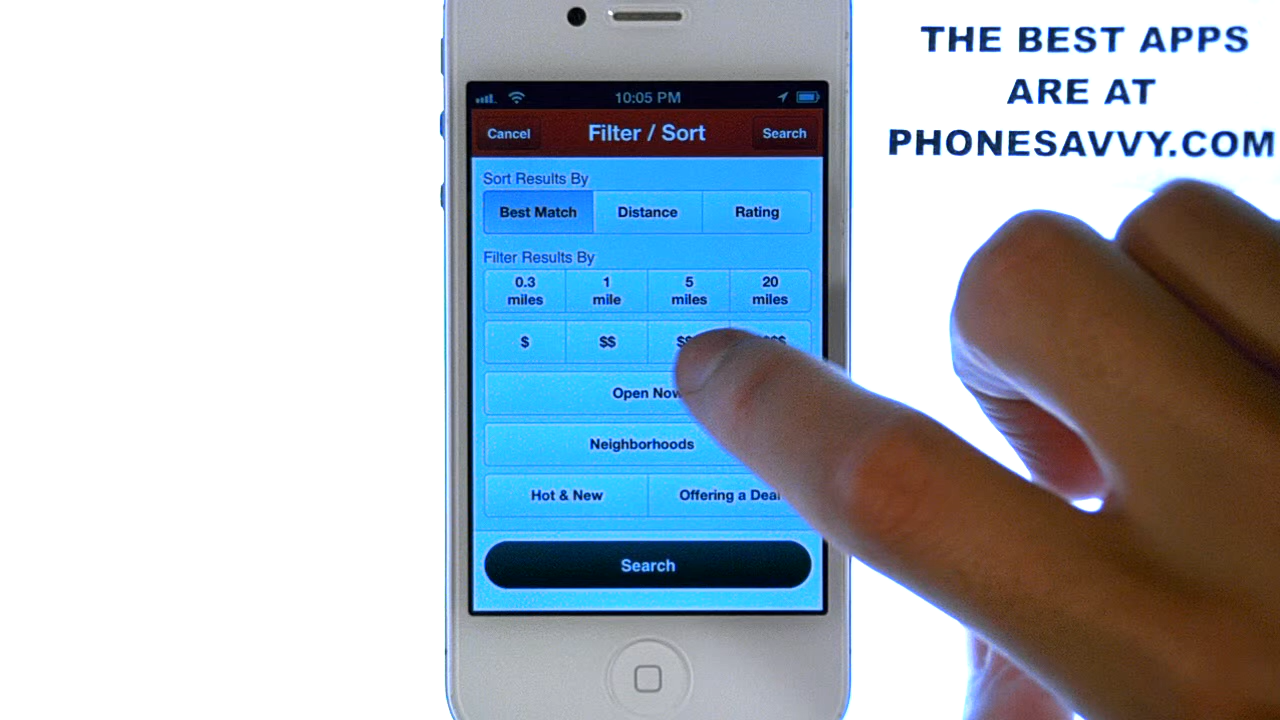 THE BEST APPS
ARE AT
PHONESAVVY.COM
10:05 PM
Cancel
Filter / Sort
Search
Sort Results By
Best Match
Distance
Rating
Filter Results By
0.3
miles
1
mile
5
miles
20
miles
$
$$
Open Now
Neighborhoods
Hot & New
Offering a Deal
Search